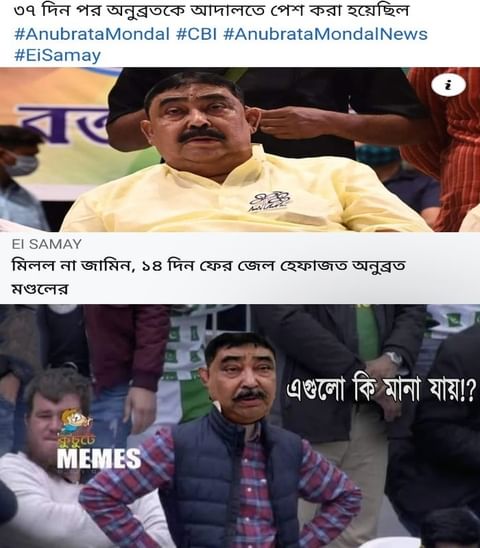 ৩৭ দিন পর অনুব্রতকে আদালতে পেশ করা হয়েছিল
#AnubrataMondal #CBI #AnubrataMondalNews
#EiSamay
i
EI SAMAY
মিলল না জামিন, ১৪ দিন ফের জেল হেফাজত অনুব্রত
মণ্ডলের
এগুলো কি মানা যায়!?
কুচুটে
MEMES